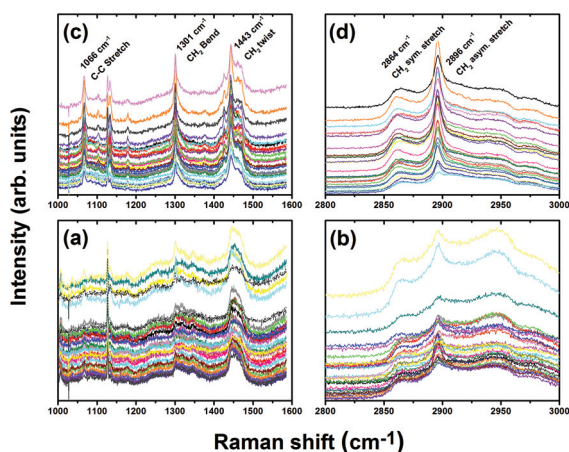 (c)
1066 cm-1
C-C Stretch
1301 cm-1
CH2 Bend
1443 cm-1
CH2 twist
1000 1100 1200 1300 1400 1500 1600
(d)
2864 cm-1
CH2 sym. stretch
2896 cm-1
CH2 asym. stretch
2800 2850 2900 2950 3000
Intensity (arb. units)
(a)
1000 1100 1200 1300 1400 1500 1600
(b)
2800 2850 2900 2950 3000
Raman shift (cm-1)